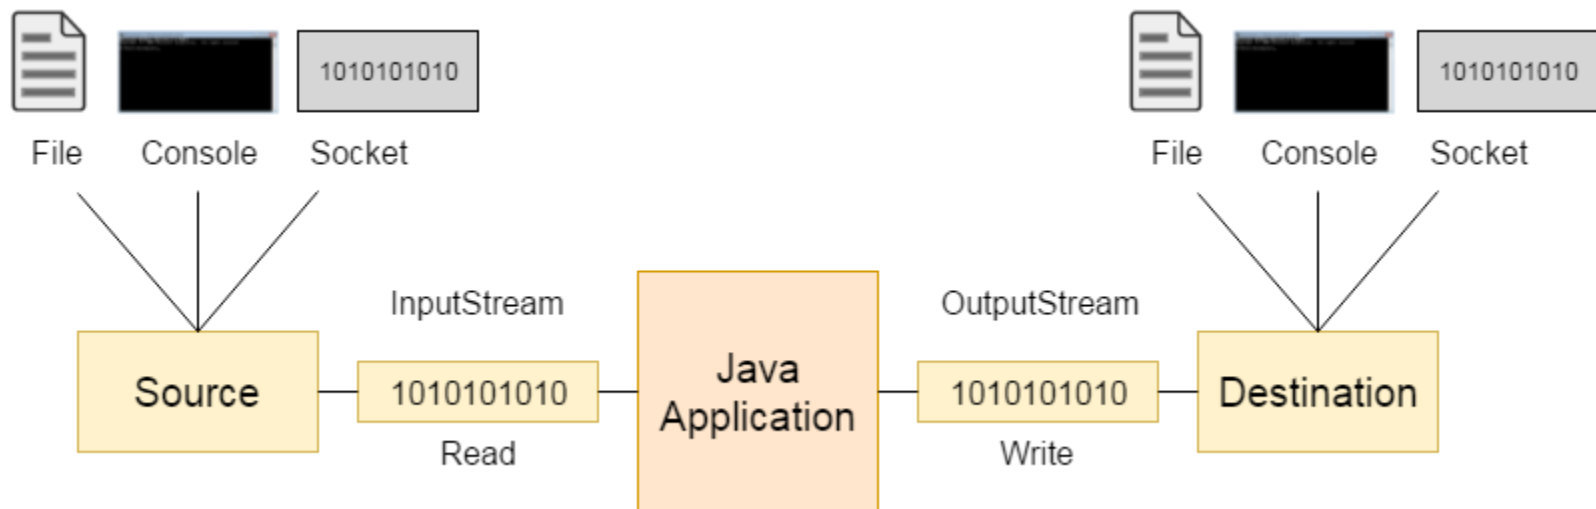 1010101010
1010101010
File Console Socket
File Console Socket
InputStream
OutputStream
Source
1010101010
Java
Application
1010101010
Destination
Read
Write